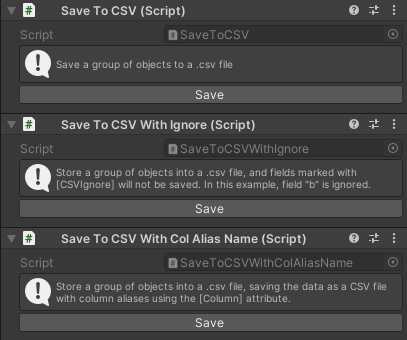 Save To CSV (Script)
Script
SaveToCSV
Save a group of objects to a .csv file
Save
Save To CSV With Ignore (Script)
Script
SaveToCSVWithIgnore
Store a group of objects into a .csv file, and fields marked with
[CSVIgnore] will not be saved. In this example, field "b" is ignored.
Save
Save To CSV With Col Alias Name (Script)
Script
SaveToCSVWithColAliasName
Store a group of objects into a .csv file, saving the data as a CSV file
with column aliases using the [Column] attribute.
Save